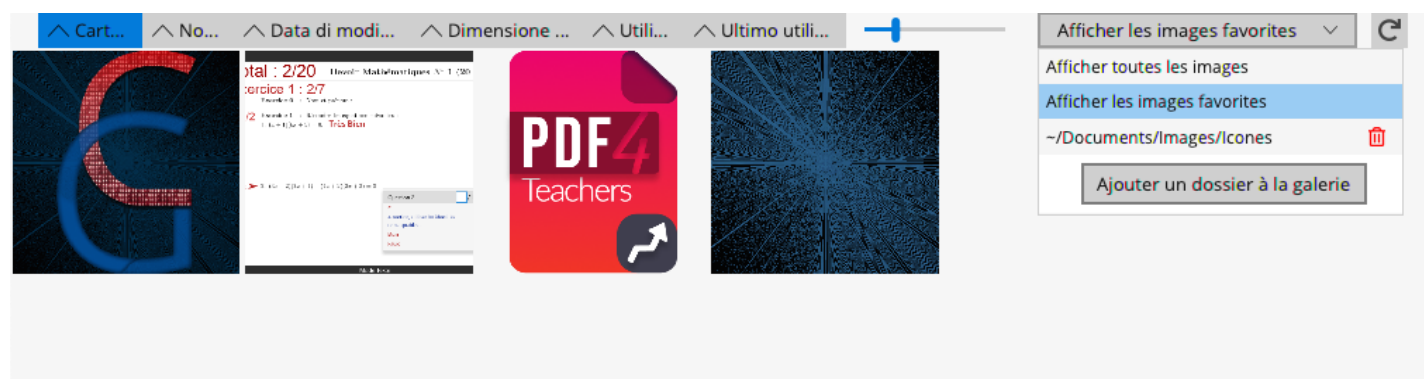 Cart... No... Data di modi... Dimensione ... Utili... Ultimo utili...
Afficher les images favorites
Afficher toutes les images
Afficher les images favorites
~/Documents/Images/Icones
Ajouter un dossier à la galerie
otal : 2/20 Devoir Mathématiques N° 1 (20
ercice 1 : 2/7
Très Bien
PDF4
Teachers